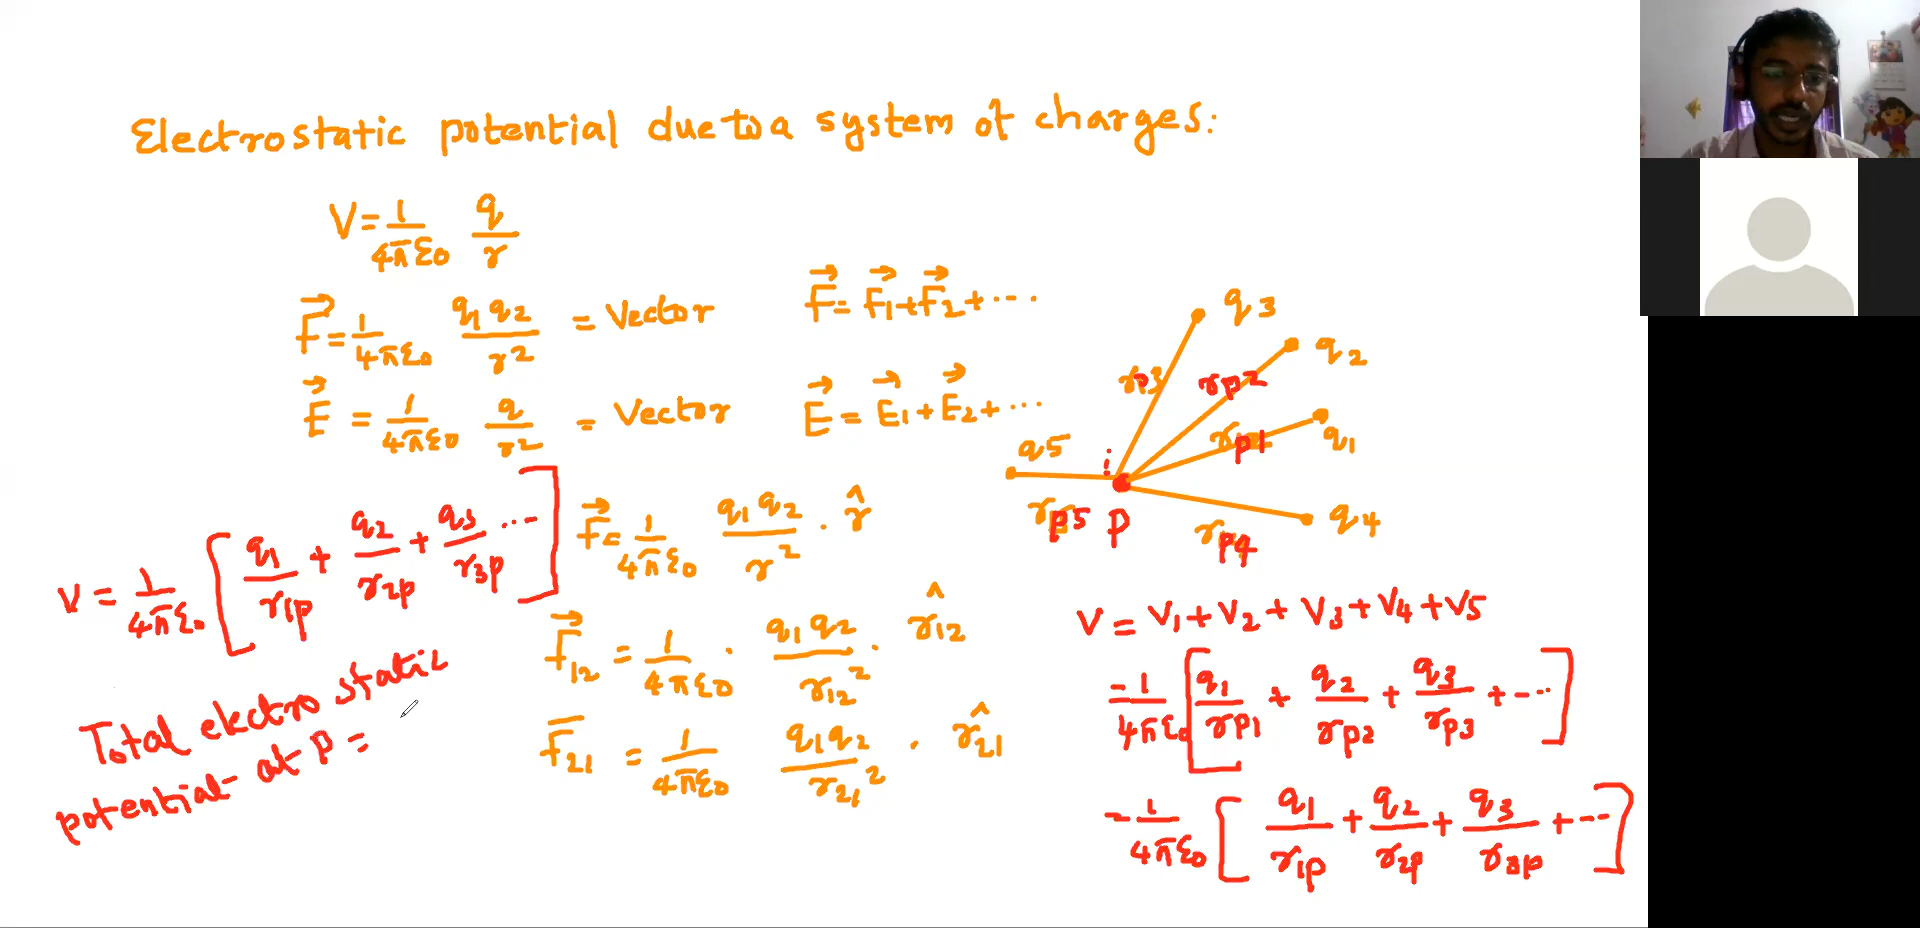 Electrostatic potential due to a system of charges:
V = 1/4πε0 q/r
F⃗ = 1/4πε0 q1q2/r² = Vector
F⃗ = F⃗1 + F⃗2 + ...
E⃗ = 1/4πε0 q/r² = Vector
E⃗ = E⃗1 + E⃗2 + ...
q3
q2
q1
q4
q5
rp2
rp1
rp4
rp5
P
F⃗ = 1/4πε0 q1q2/r² . r̂
F⃗12 = 1/4πε0 . q1q2/r12² . r̂12
F21 = 1/4πε0 q1q2/r21² . r̂21
V = 1/4πε0 [q1/r1p + q2/r2p + q3/r3p ...]
Total electro static
potential at P =
V = V1 + V2 + V3 + V4 + V5
= 1/4πε0 [q1/rp1 + q2/rp2 + q3/rp3 + ...]
= 1/4πε0 [q1/r1p + q2/r2p + q3/r3p + ...]